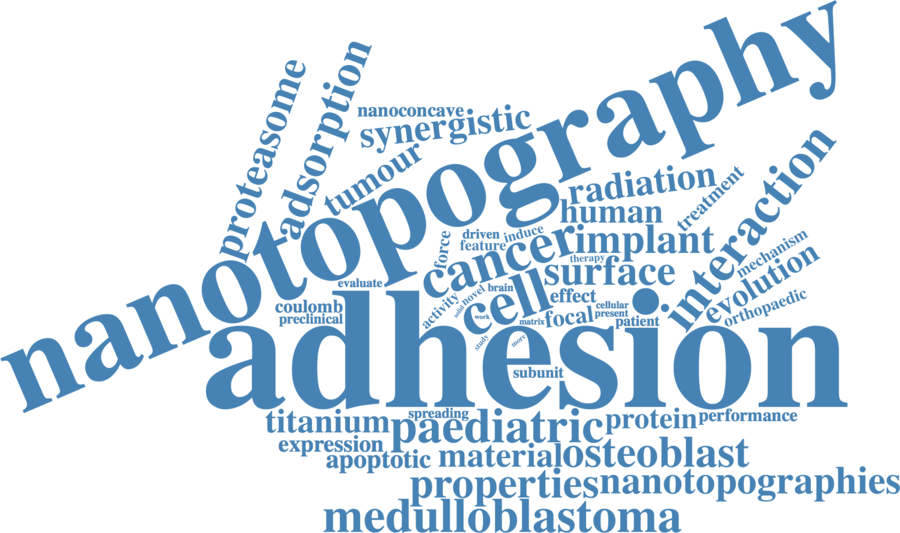 nanotopography
adhesion
proteasome
adsorption
nanoconcave
synergistic
tumour
radiation
human
treatment
interaction
force
driven
induce
feature
cancer
implant
therapy
surface
mechanism
evolution
orthopaedic
evaluate
coulomb
preclinical
activity
solid
novel
brain
cell
work
effect
cellular
matrix
focal
present
patient
study
more
subunit
titanium
spreading
paediatric
protein
performance
expression
apoptotic
material
osteoblast
properties
nanotopographies
medulloblastoma